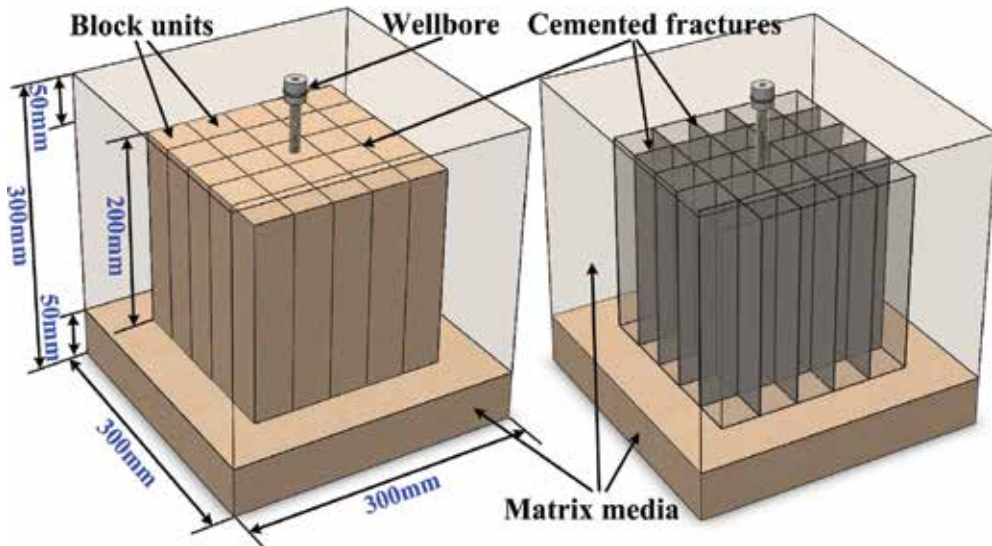 Block units
Wellbore
Cemented fractures
50mm
300mm
200mm
50mm
300mm
300mm
Matrix media